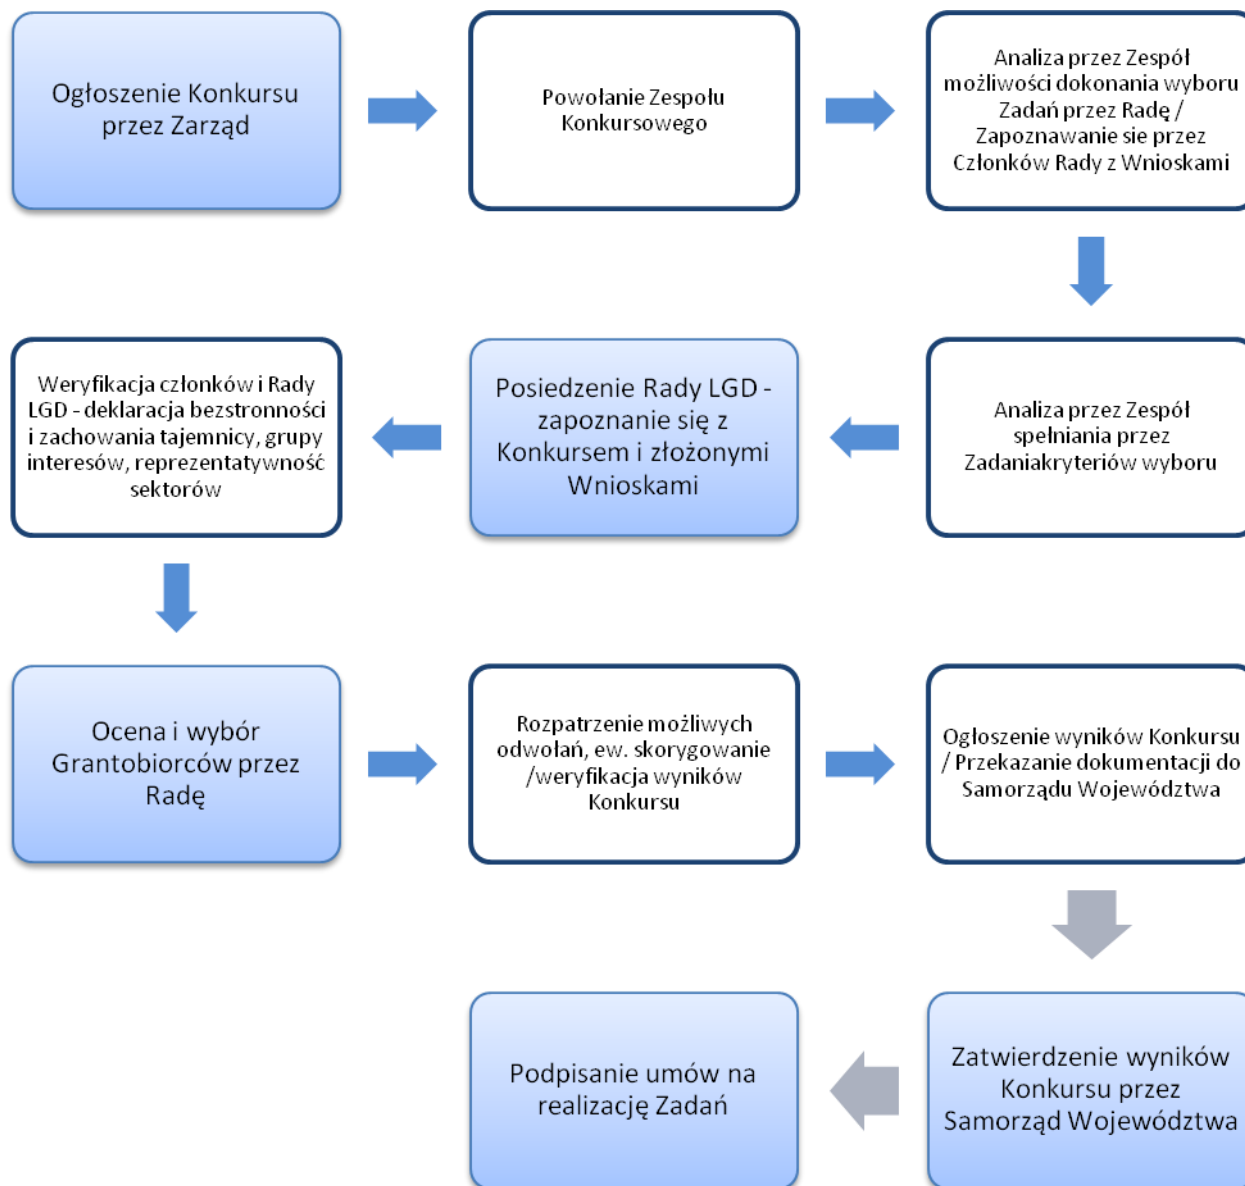 Ogłoszenie Konkursu
przez Zarząd
Powołanie Zespołu
Konkursowego
Analiza przez Zespół
możliwości dokonania wyboru
Zadań przez Radę /
Zapoznawanie sie przez
Członków Rady z Wnioskami
Analiza przez Zespół
spełniania przez
Zadaniakryteriów wyboru
Posiedzenie Rady LGD -
zapoznanie się z
Konkursem i złożonymi
Wnioskami
Weryfikacja członków i Rady
LGD - deklaracja bezstronności
i zachowania tajemnicy, grupy
interesów, reprezentatywność
sektorów
Ocena i wybór
Grantobiorców przez
Radę
Rozpatrzenie możliwych
odwołań, ew. skorygowanie
/weryfikacja wyników
Konkursu
Ogłoszenie wyników Konkursu
/ Przekazanie dokumentacji do
Samorządu Województwa
Zatwierdzenie wyników
Konkursu przez
Samorząd Województwa
Podpisanie umów na
realizację Zadań